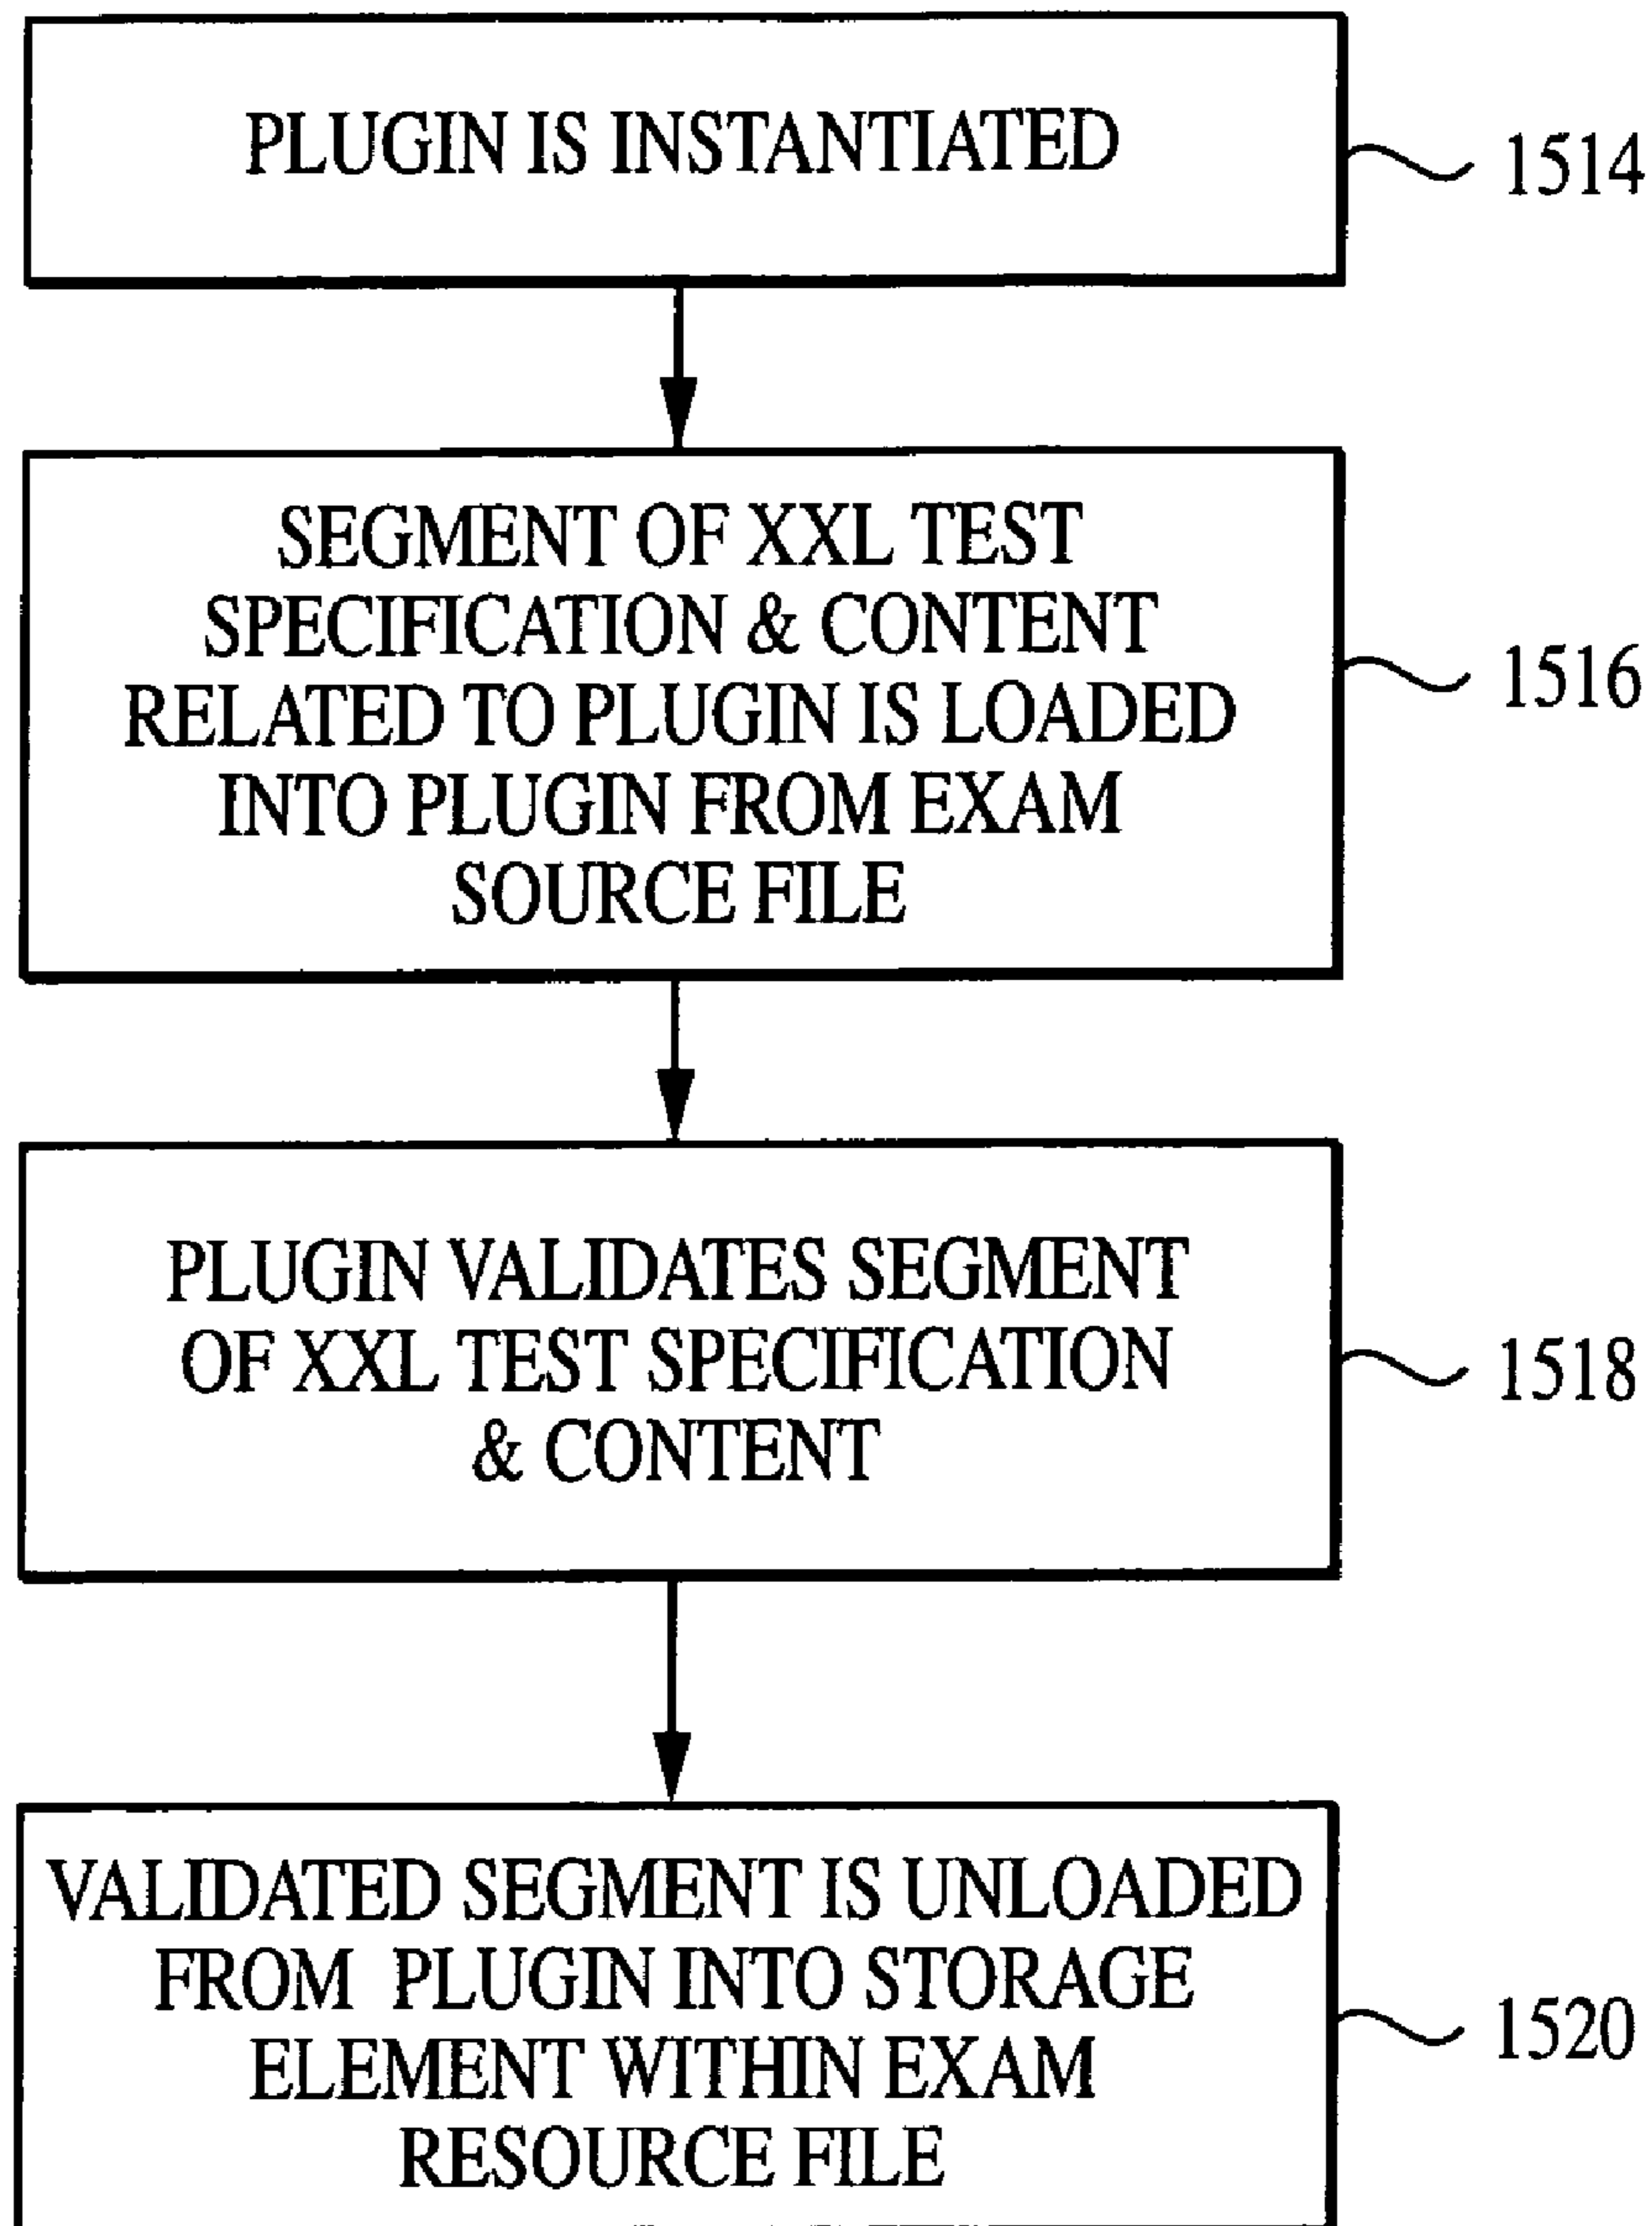 PLUGIN IS INSTANTIATED
1514
SEGMENT OF XXL TEST
SPECIFICATION & CONTENT
RELATED TO PLUGIN IS LOADED
INTO PLUGIN FROM EXAM
SOURCE FILE
1516
PLUGIN VALIDATES SEGMENT
OF XXL TEST SPECIFICATION
& CONTENT
1518
VALIDATED SEGMENT IS UNLOADED
FROM PLUGIN INTO STORAGE
ELEMENT WITHIN EXAM
RESOURCE FILE
1520